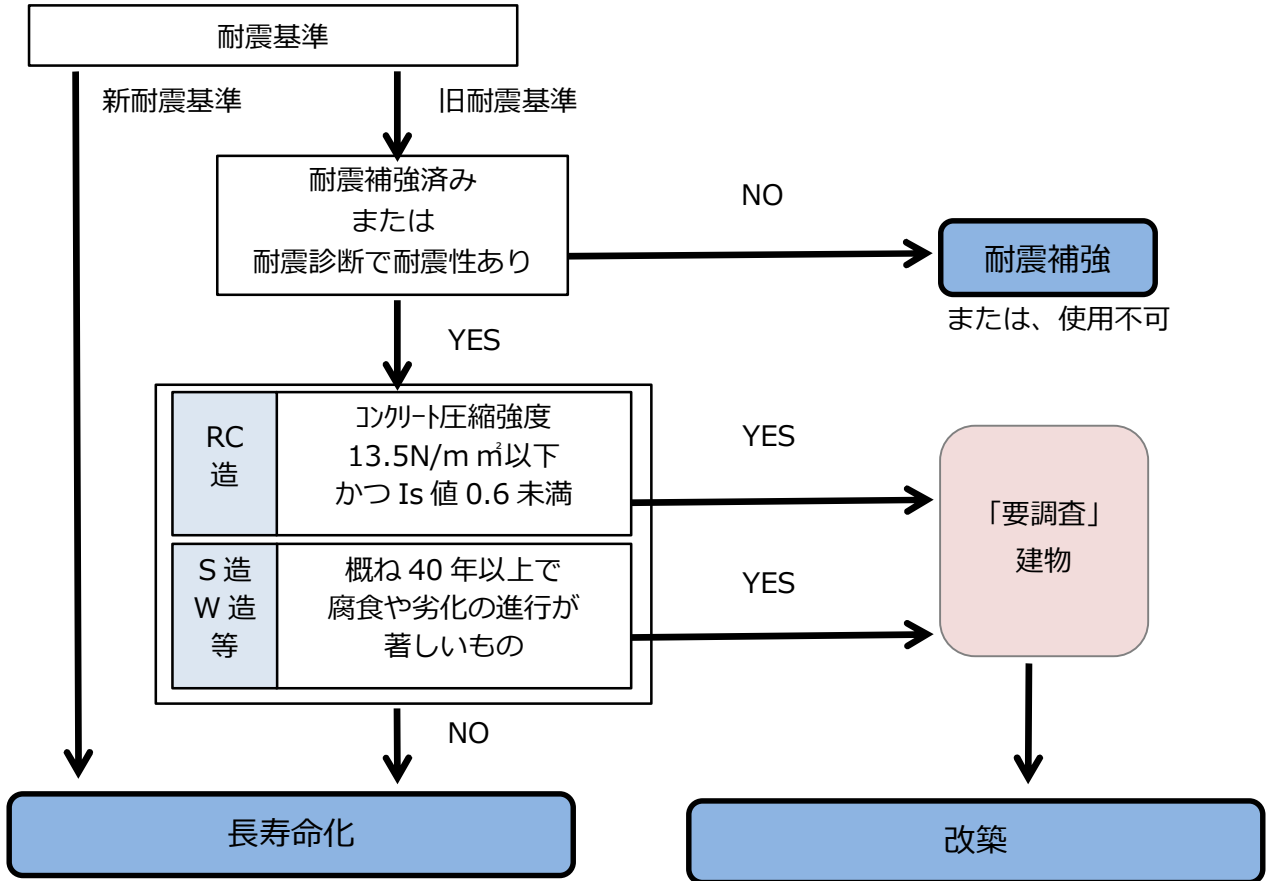 耐震基準
新耐震基準
旧耐震基準
耐震補強済み
または
耐震診断で耐震性あり
NO
耐震補強
または、使用不可
YES
RC
造
コンクリート圧縮強度
13.5N/m㎡以下
かつ Is 値 0.6 未満
YES
S 造
W 造
等
概ね 40 年以上で
腐食や劣化の進行が
著しいもの
YES
「要調査」
建物
NO
長寿命化
改築